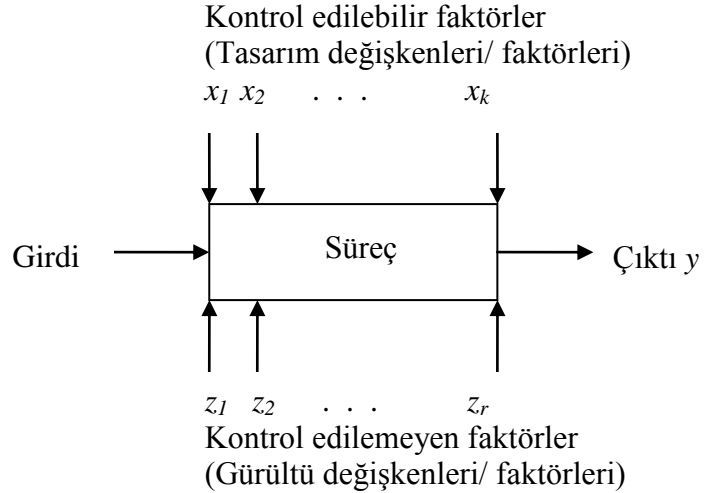 Kontrol edilebilir faktörler
(Tasarım değişkenleri/ faktörleri)
x1 x2 . . . xk
Girdi Süreç Çıktı y
z1 z2 . . . zr
Kontrol edilemeyen faktörler
(Gürültü değişkenleri/ faktörleri)